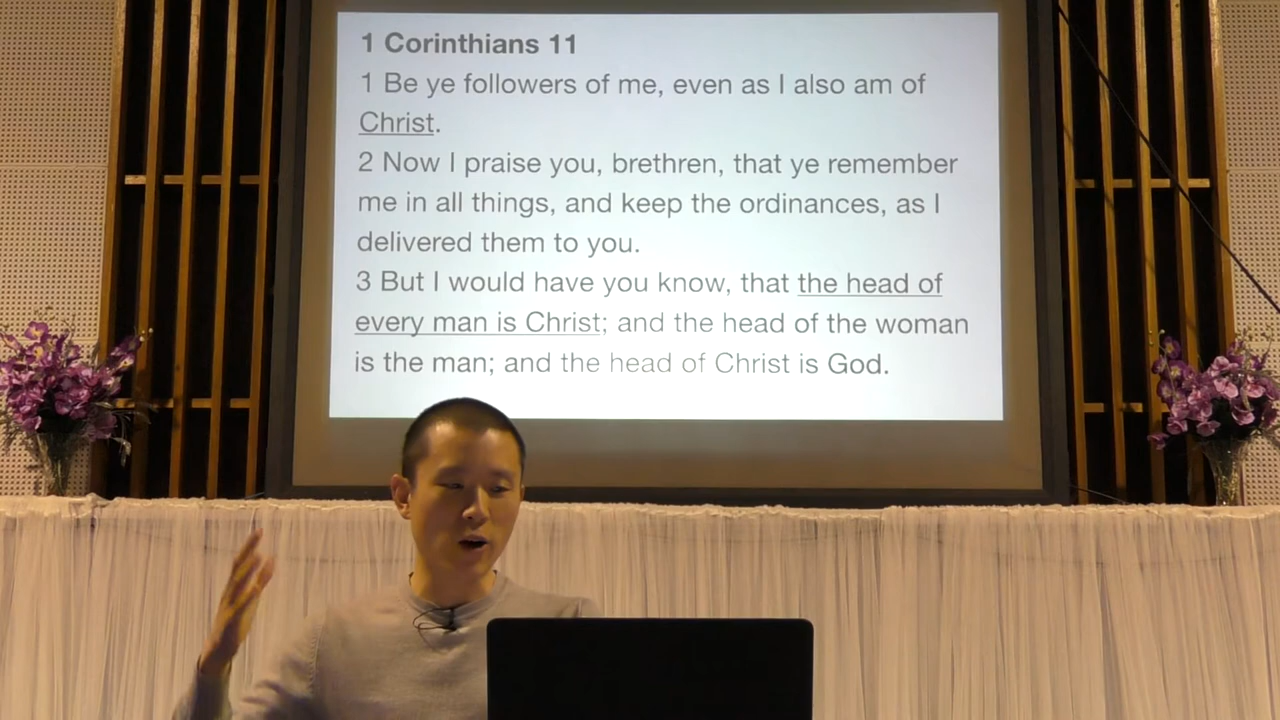 1 Corinthians 11
1 Be ye followers of me, even as I also am of
Christ.
2 Now I praise you, brethren, that ye remember
me in all things, and keep the ordinances, as I
delivered them to you.
3 But I would have you know, that the head of
every man is Christ; and the head of the woman
is the man; and the head of Christ is God.